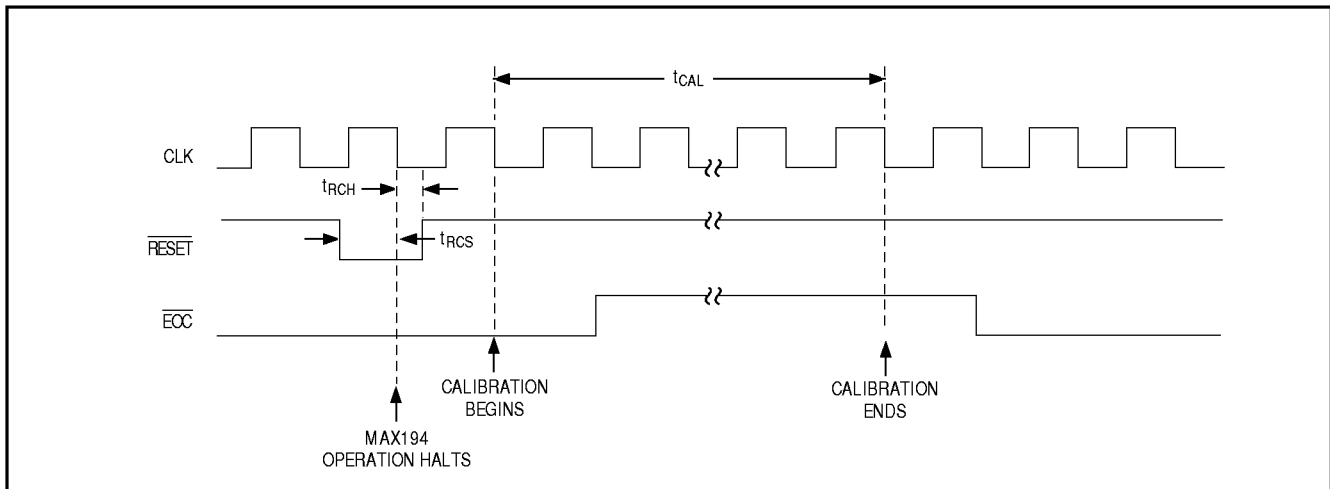 tCAL
CLK
tRCH
RESET
tRCS
EOC
CALIBRATION
BEGINS
CALIBRATION
ENDS
MAX194
OPERATION HALTS